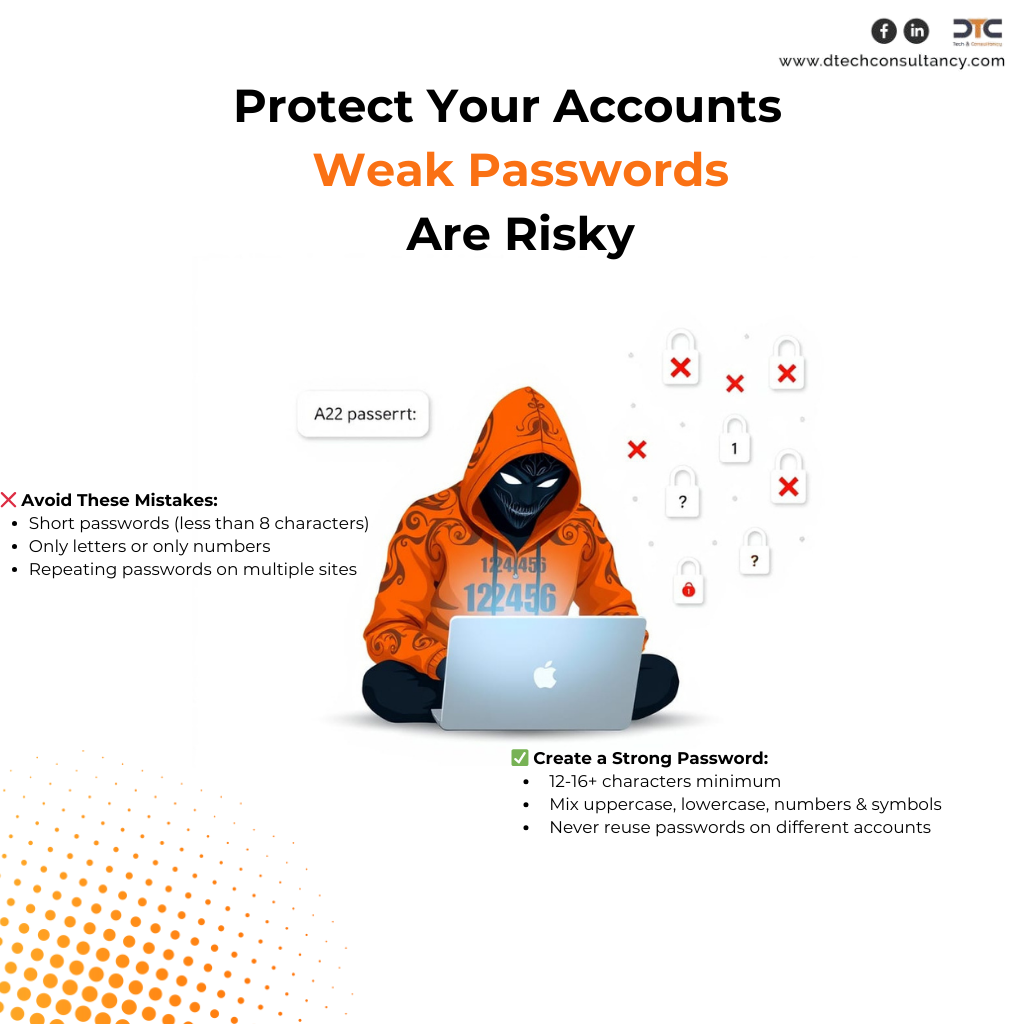 DTC
Tech & Consultancy
www.dtechconsultancy.com
Protect Your Accounts
Weak Passwords
Are Risky
A22 passerrt:
1
?
?
❌ Avoid These Mistakes:
• Short passwords (less than 8 characters)
• Only letters or only numbers
• Repeating passwords on multiple sites
122456
✅ Create a Strong Password:
• 12-16+ characters minimum
• Mix uppercase, lowercase, numbers & symbols
• Never reuse passwords on different accounts